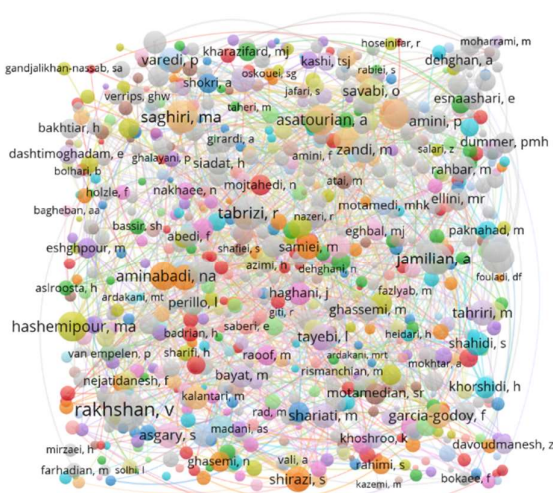 moharrami, m
hoseinifar, r
kharazifard, mj
varedi, p
kashi, tsj
dehghan, a
gandjalikhan-nassab, sa
oskouei, sg
rabiei, s
shokri, a
jafari, s
savabi, o
verrips, ghw
esnaashari, e
taheri, m
saghiri, ma
asatourian, a
amini, p
bakhtiar, h
girardi, a
dummer, pmh
dashtimoghadam, e
ghalayani, p
siadat, h
amini, f
zandi, m
salari, z
bolhari, b
rahbar, m
holzle, f
nakhaee, n
mojtahedi, n
atai, m
ellini, mr
bagheban, aa
tabrizi, r
motamedi, mhk
bassir, sh
nazeri, r
paknahad, m
eshghpour, m
abedi, f
shafiei, s
samiei, m
eghbal, mj
jamilian, a
azimi, h
dehghani, n
fouladi, df
aminabadi, na
asiroosta, h
haghani, j
fazlyab, m
ardakani, mt
perillo, l
giti, r
ghassemi, m
tahriri, m
hashemipour, ma
saberi, e
badrian, h
tayebi, l
heidari, h
shahidi, s
van empelen, p
sharifi, h
raoof, m
ardakani, mrt
mokhtar, a
nejatidanesh, f
bayat, m
rismanchian, m
khorshidi, h
kalantari, m
motamedian, sr
rakhshan, v
rad, m
shariati, m
garcia-godoy, f
asgary, s
madani, as
khoshroo, k
davoudmanesh, z
mirzaei, h
farhadian, m
solhi, l
ghasemi, n
vali, a
rahimi, s
shirazi, s
kazemi, m
bokaee, f